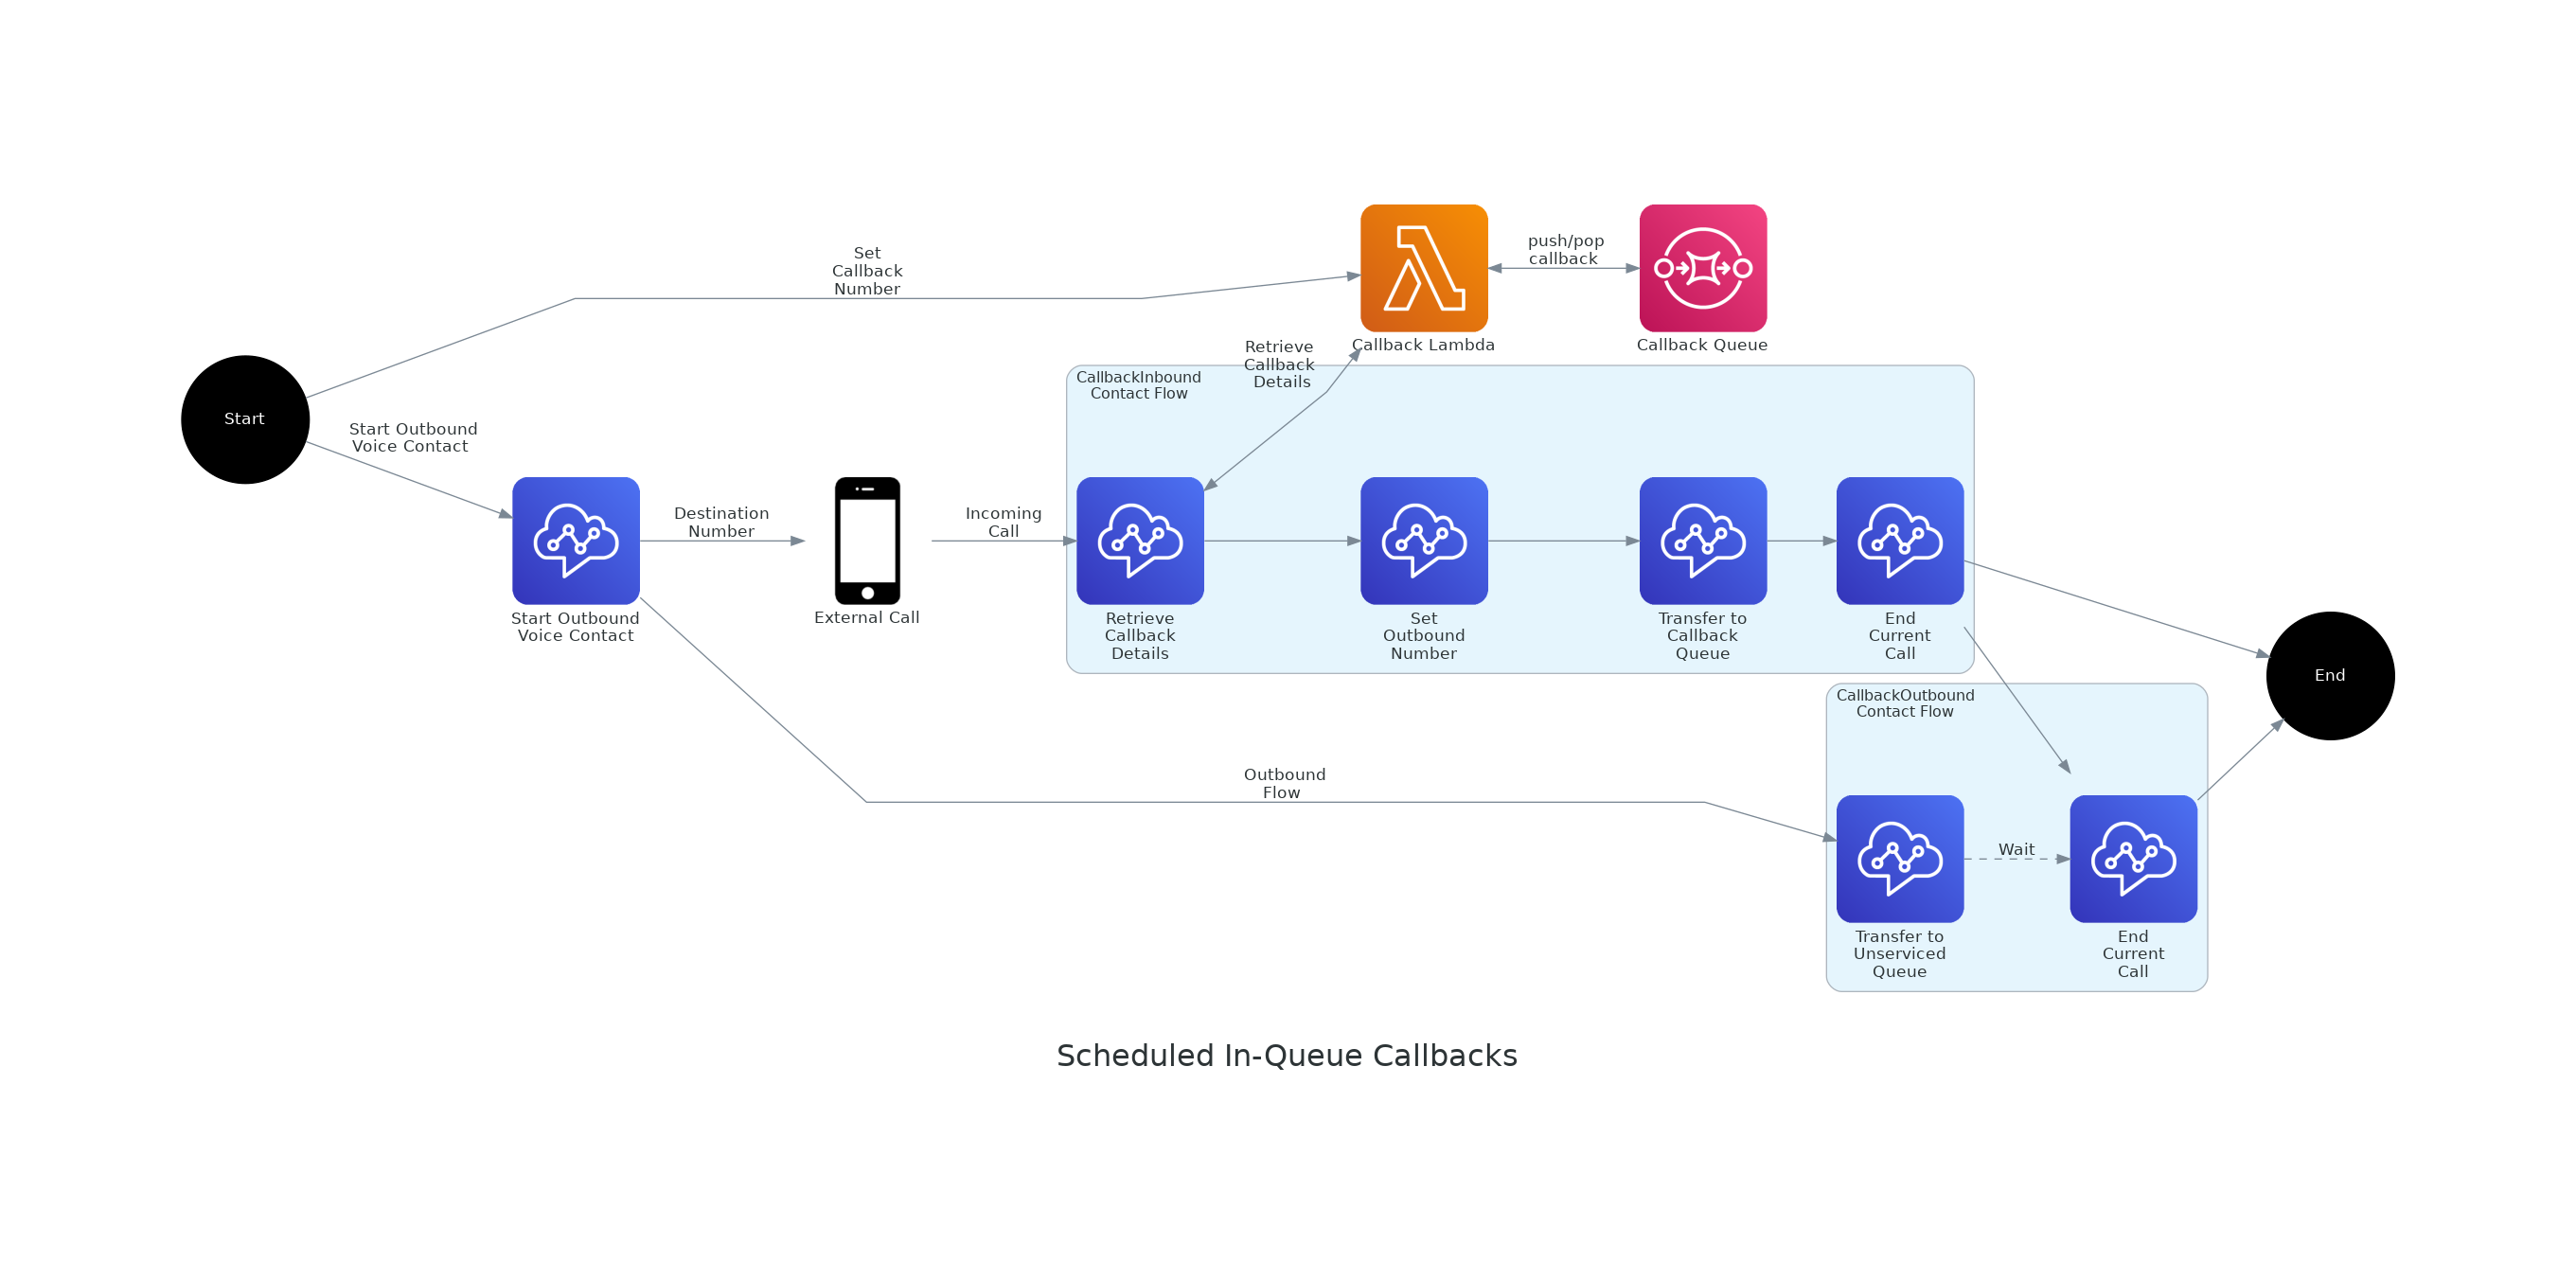 Set
Callback
Number
push/pop
callback
Callback Lambda
Callback Queue
Retrieve
Callback
Details
CallbackInbound
Contact Flow
Start
Start Outbound
Voice Contact
Destination
Number
Incoming
Call
Start Outbound
Voice Contact
External Call
Retrieve
Callback
Details
Set
Outbound
Number
Transfer to
Callback
Queue
End
Current
Call
End
CallbackOutbound
Contact Flow
Outbound
Flow
Wait
Transfer to
Unserviced
Queue
End
Current
Call
Scheduled In-Queue Callbacks